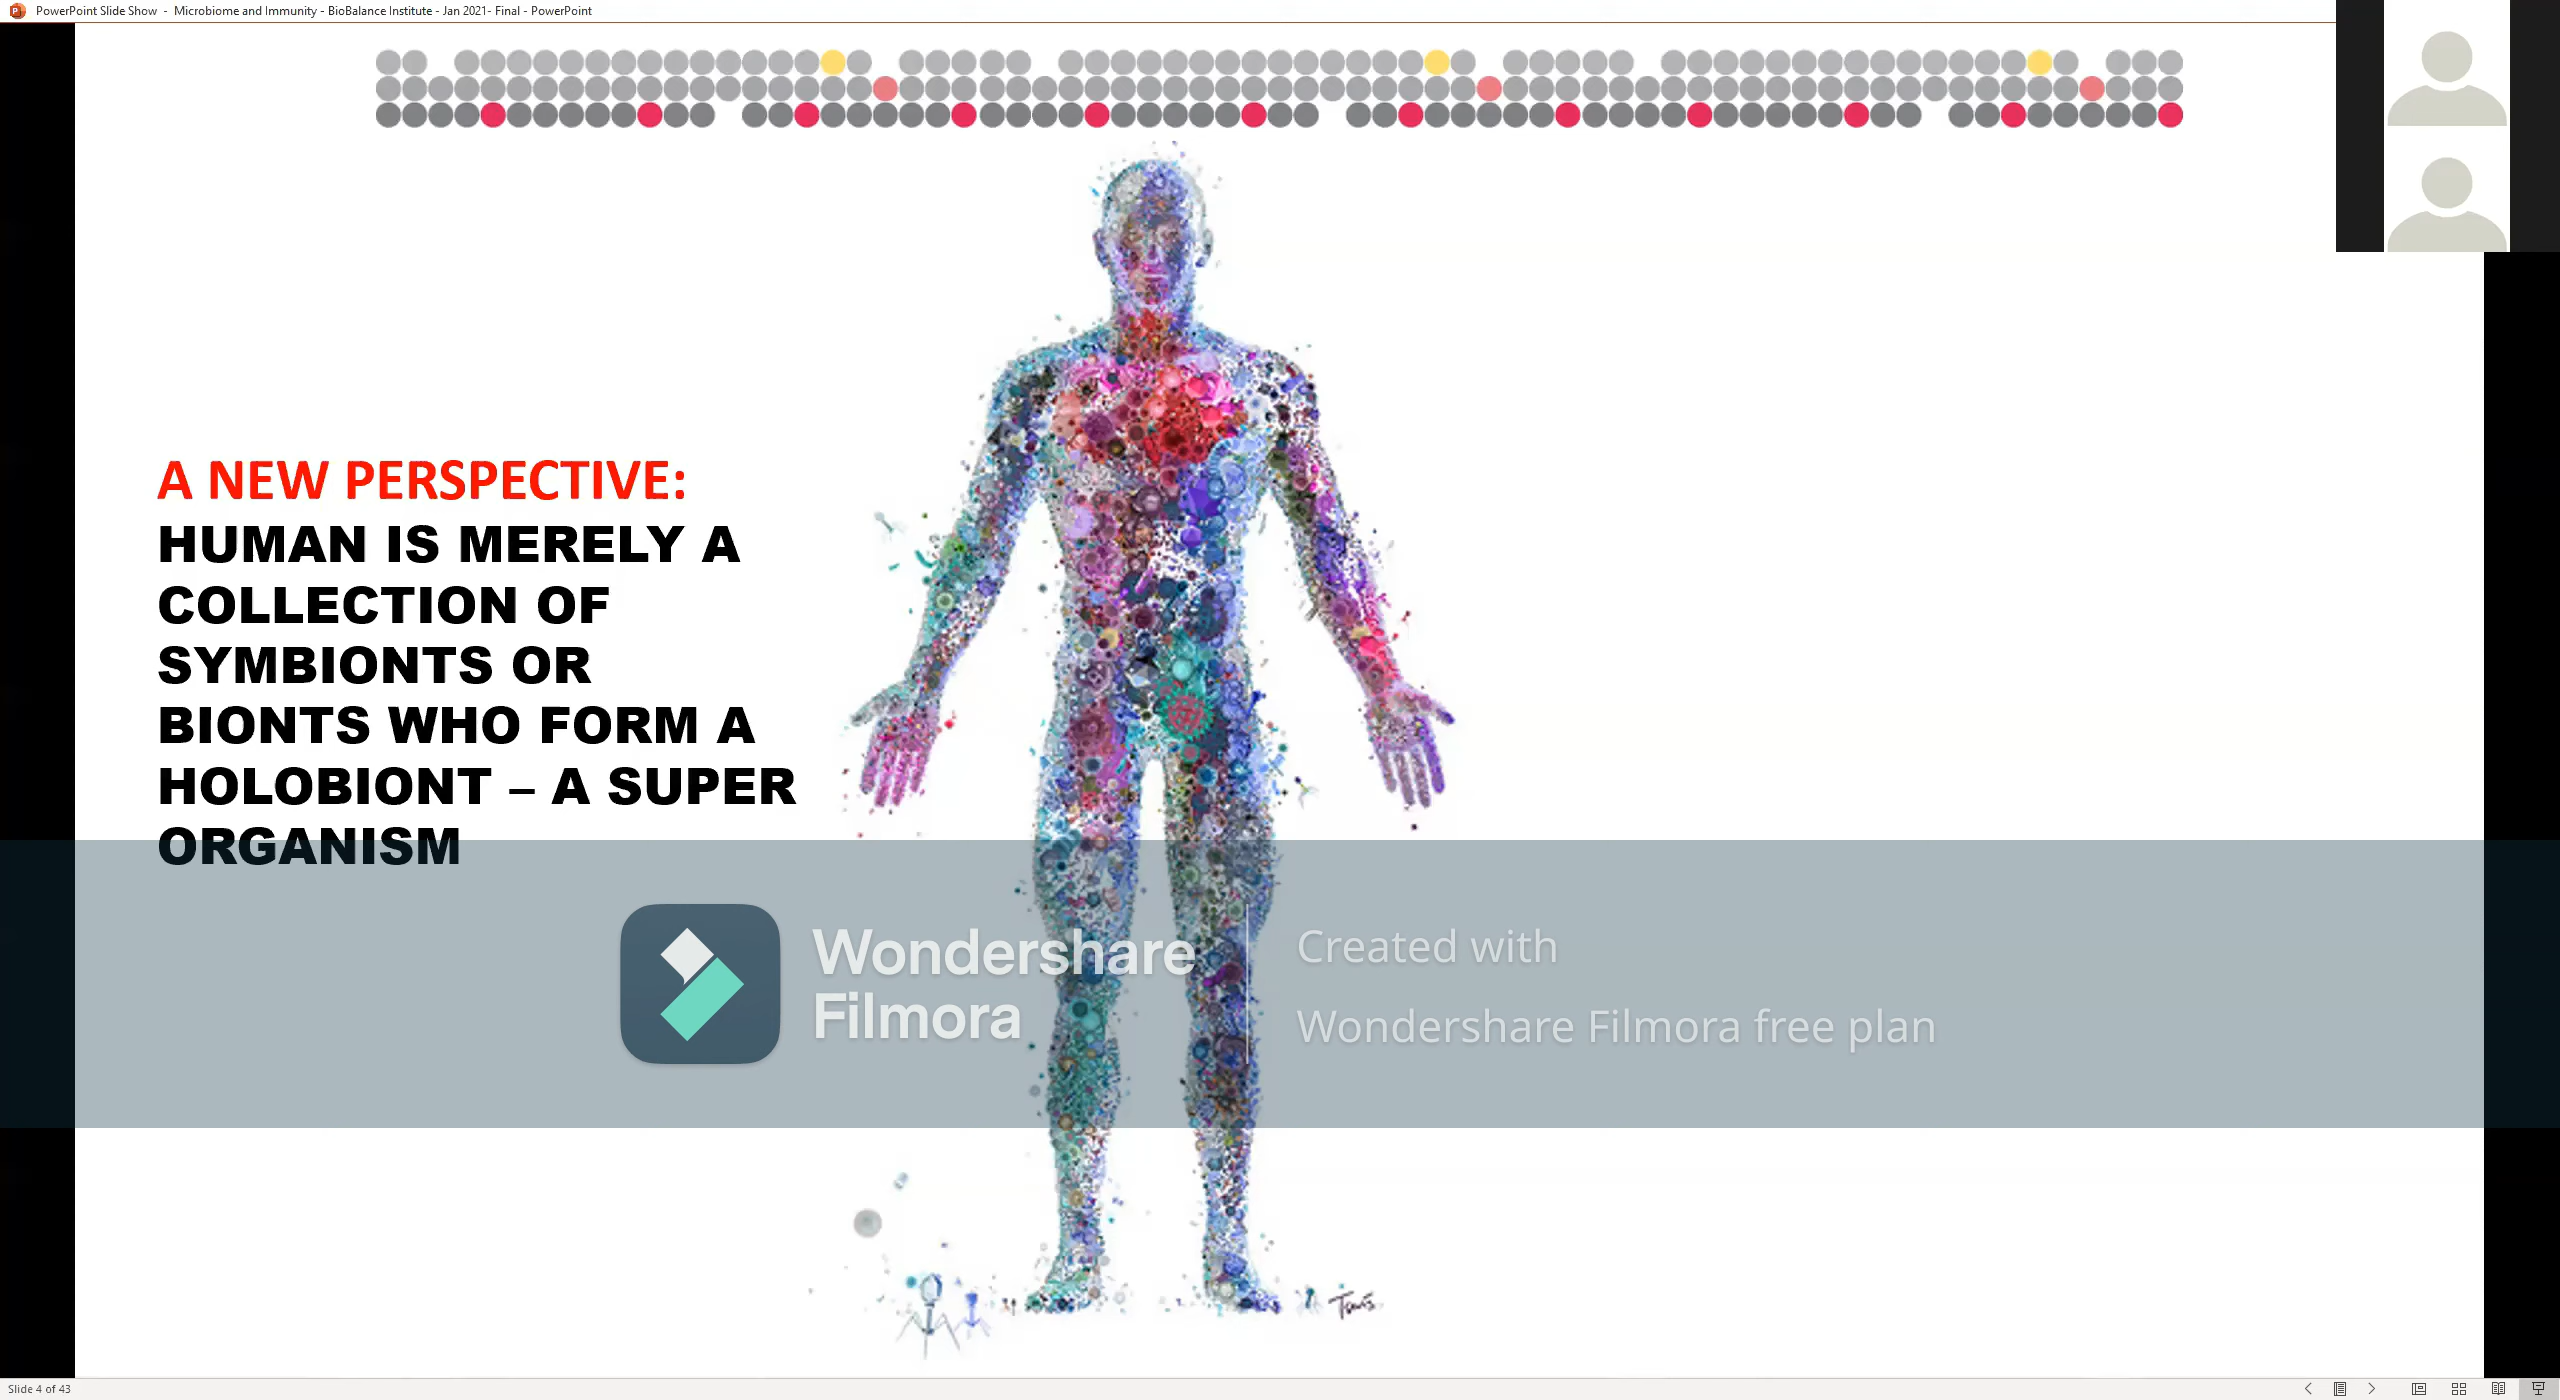 PowerPoint Slide Show - Microbiome and Immunity - BioBalance Institute - Jan 2021- Final - PowerPoint
A NEW PERSPECTIVE:
HUMAN IS MERELY A
COLLECTION OF
SYMBIONTS OR
BIONTS WHO FORM A
HOLOBIONT – A SUPER
ORGANISM
Wondershare
Filmora
Created with
Wondershare Filmora free plan
Slide 4 of 43